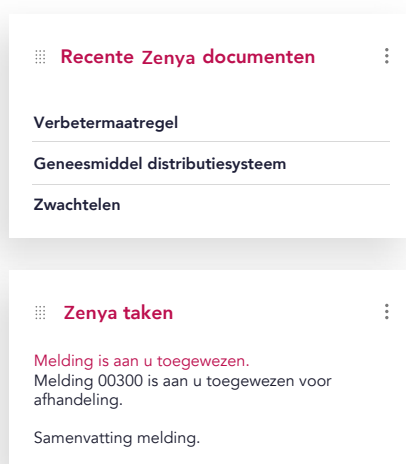 Recente Zenya documenten
Verbetermaatregel
Geneesmiddel distributiesysteem
Zwachtelen
Zenya taken
Melding is aan u toegewezen.
Melding 00300 is aan u toegewezen voor
afhandeling.
Samenvatting melding.